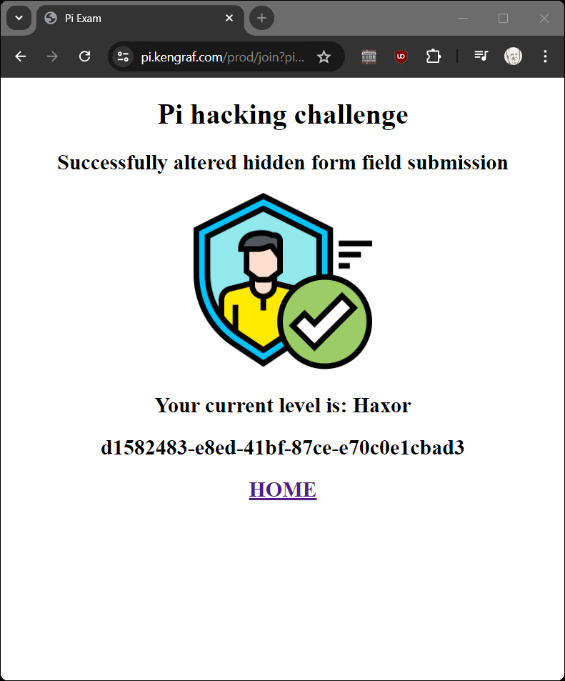 Pi Exam
pi.kengraf.com/prod/join?pi...
Pi hacking challenge
Successfully altered hidden form field submission
Your current level is: Haxor
d1582483-e8ed-41bf-87ce-e70c0e1cbad3
HOME